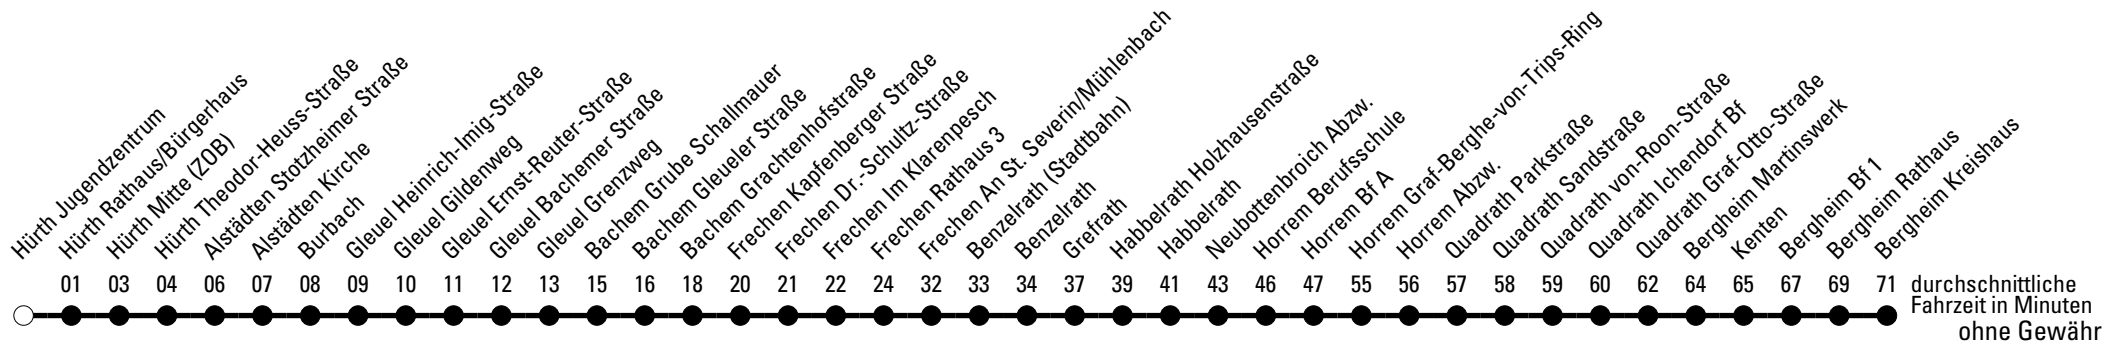 Hürth Jugendzentrum
Hürth Rathaus/Bürgerhaus
Hürth Mitte (ZOB)
Hürth Theodor-Heuss-Straße
Alstädten Stotzheimer Straße
Alstädten Kirche
Burbach
Gleuel Heinrich-Imig-Straße
Gleuel Gildenweg
Gleuel Ernst-Reuter-Straße
Gleuel Bachemer Straße
Gleuel Grenzweg
Bachem Grube Schallmauer
Bachem Gleueler Straße
Bachem Grachtenhofstraße
Frechen Kapfenberger Straße
Frechen Dr.-Schultz-Straße
Frechen Im Klarenpesch
Frechen Rathaus 3
Frechen An St. Severin/Mühlenbach
Benzelrath (Stadtbahn)
Benzelrath
Grefrath
Habbelrath Holzhausenstraße
Habbelrath
Neubottenbroich Abzw.
Horrem Berufsschule
Horrem Bf A
Horrem Graf-Berghe-von-Trips-Ring
Horrem Abzw.
Quadrath Parkstraße
Quadrath Sandstraße
Quadrath von-Roon-Straße
Quadrath Ichendorf Bf
Quadrath Graf-Otto-Straße
Bergheim Martinswerk
Kenten
Bergheim Bf 1
Bergheim Rathaus
Bergheim Kreishaus
01 03 04 06 07 08 09 10 11 12 13 15 16 18 20 21 22 24 32 33 34 37 39 41 43 46 47 55 56 57 58 59 60 62 64 65 67 69 71 durchschnittliche
Fahrzeit in Minuten
ohne Gewähr